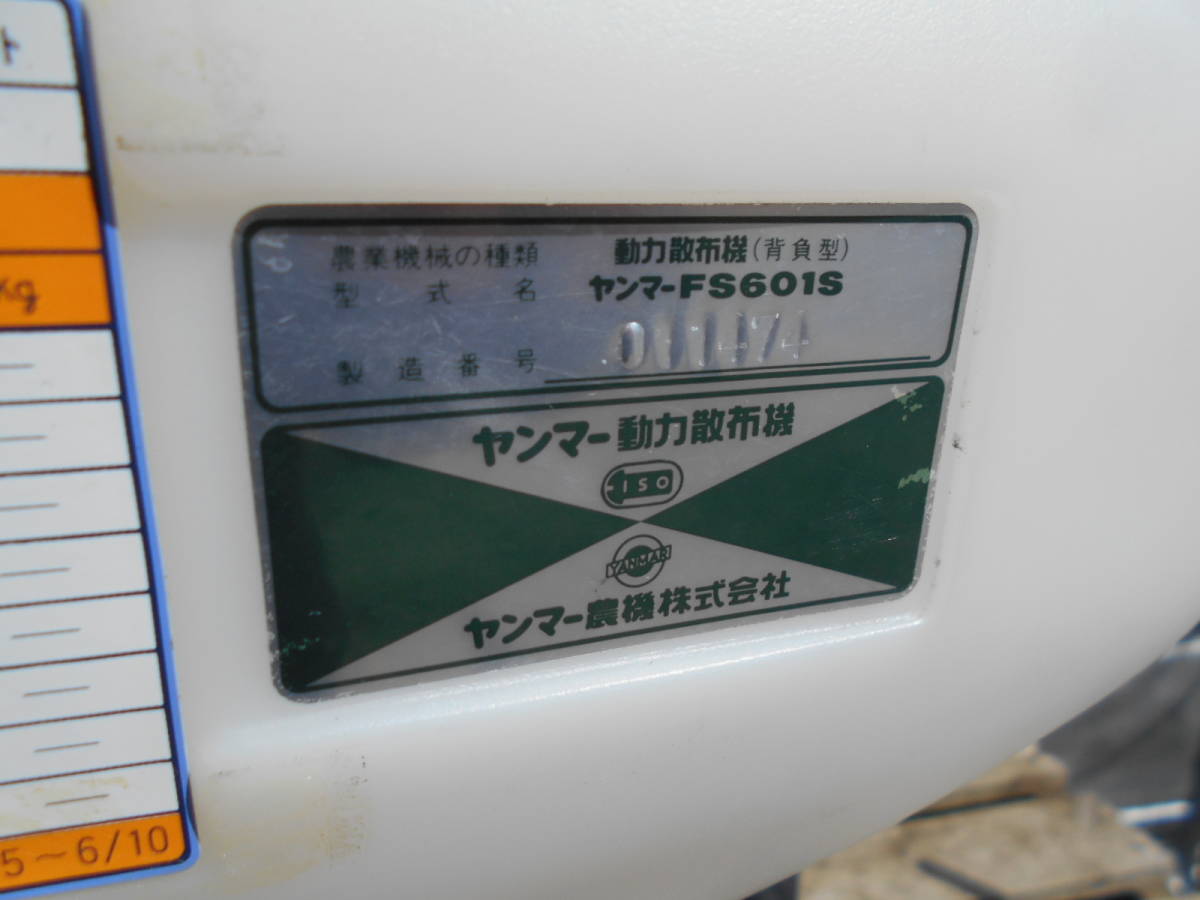 ト
kg
5～6/10
農業機械の種類 動力散布機(背負型)
型式名 ヤンマーFS601S
製造番号
ヤンマー動力散布機
ISO
YANMAR
ヤンマー農機株式会社